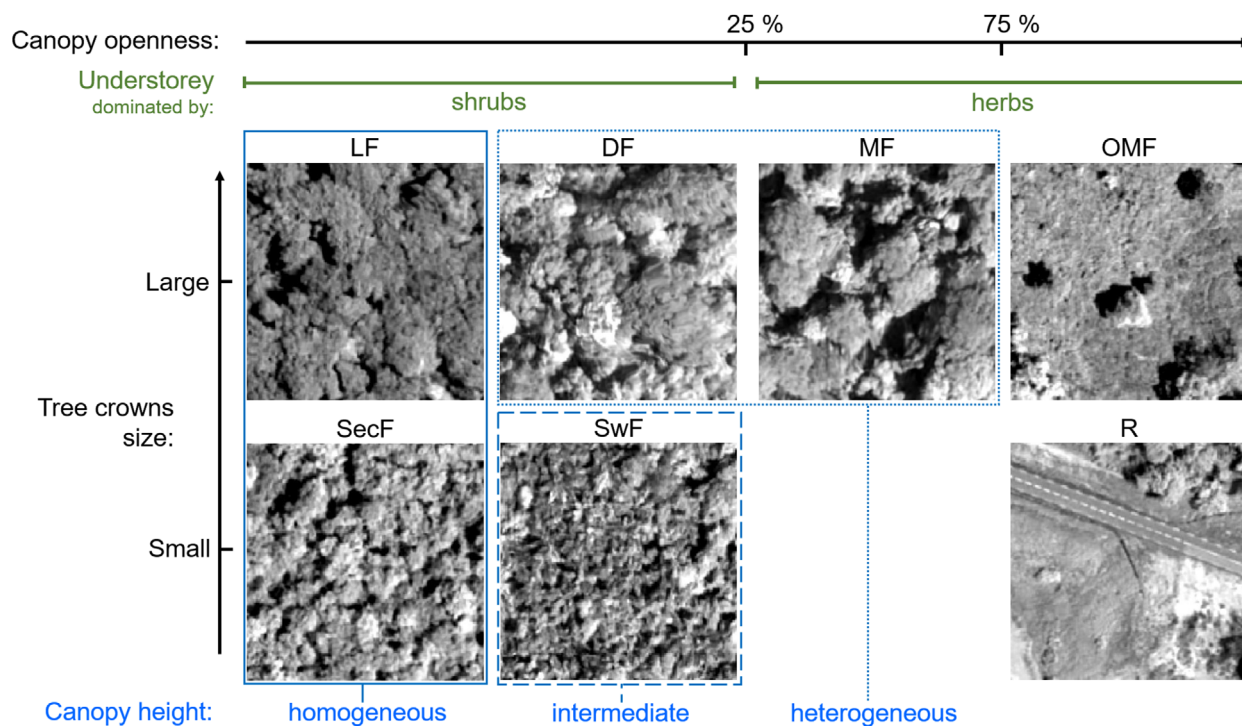 Canopy openness:
25 %
75 %
Understorey
dominated by:
shrubs
herbs
LF
DF
MF
OMF
Large
Tree crowns
size:
SecF
SwF
R
Small
Canopy height:
homogeneous
intermediate
heterogeneous